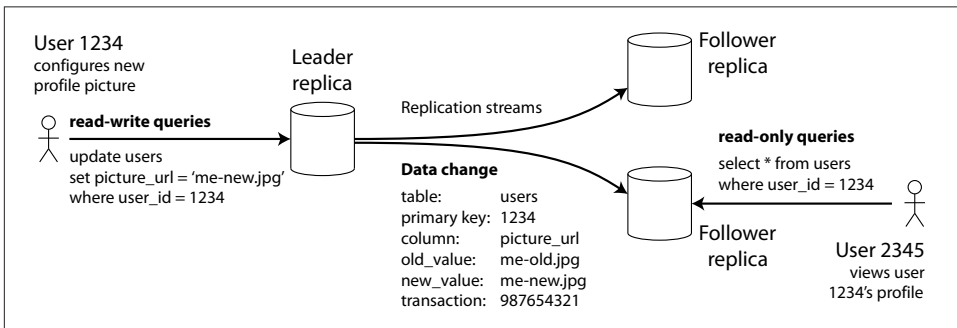 User 1234
configures new
profile picture
read-write queries
update users
set picture_url = ‘me-new.jpg’
where user_id = 1234
Leader
replica
Replication streams
Data change
table: users
primary key: 1234
column: picture_url
old_value: me-old.jpg
new_value: me-new.jpg
transaction: 987654321
Follower
replica
read-only queries
select * from users
where user_id = 1234
Follower
replica
User 2345
views user
1234’s profile